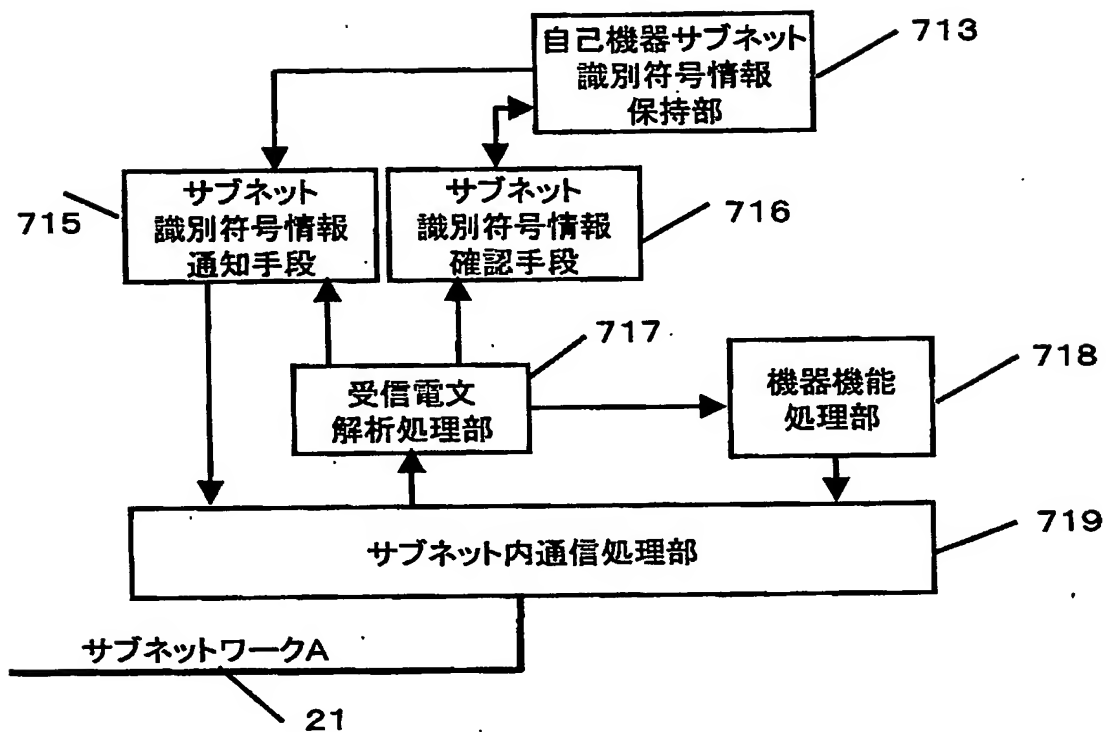 自己機器サブネット
識別符号情報
保持部
713
サブネット
識別符号情報
通知手段
715
サブネット
識別符号情報
確認手段
716
717
受信電文
解析処理部
機器機能
処理部
718
サブネット内通信処理部
719
サブネットワークA
21